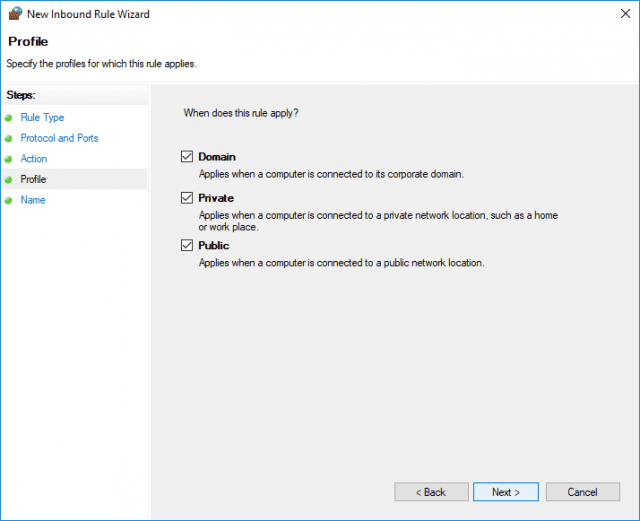 New Inbound Rule Wizard
Profile
Specify the profiles for which this rule applies.
Steps:
Rule Type
Protocol and Ports
Action
Profile
Name
When does this rule apply?
Domain
Applies when a computer is connected to its corporate domain.
Private
Applies when a computer is connected to a private network location, such as a home
or work place.
Public
Applies when a computer is connected to a public network location.
< Back
Next >
Cancel